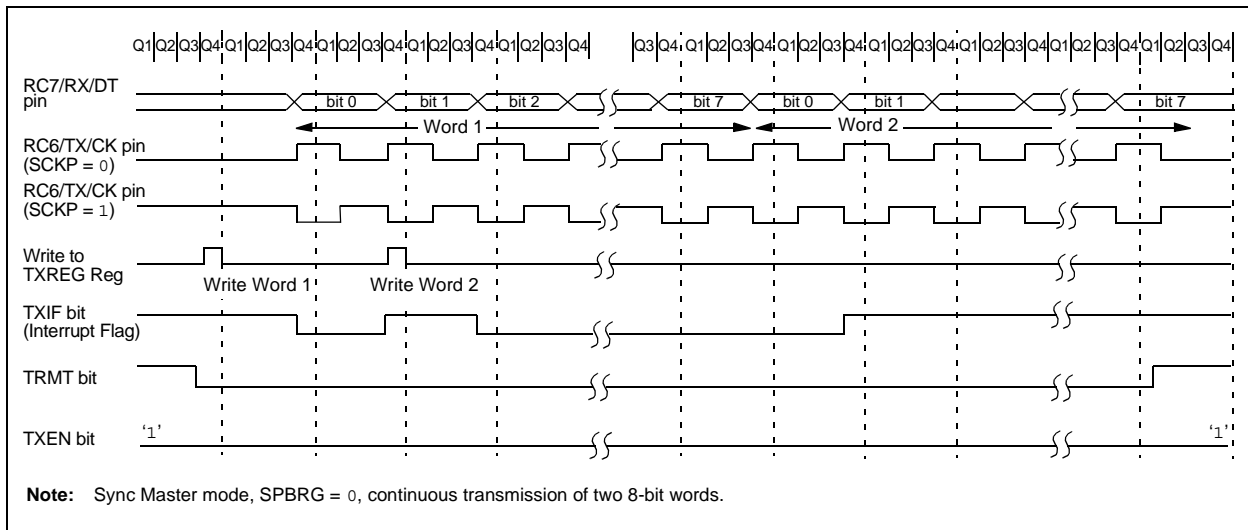 Q1 Q2 Q3 Q4 Q1 Q2 Q3 Q4 Q1 Q2 Q3 Q4 Q1 Q2 Q3 Q4 Q1 Q2 Q3 Q4 Q3 Q4 Q1 Q2 Q3 Q4 Q1 Q2 Q3 Q4 Q1 Q2 Q3 Q4 Q1 Q2 Q3 Q4 Q1 Q2 Q3 Q4 Q1 Q2 Q3 Q4
RC7/RX/DT
pin
bit 0 bit 1 bit 2 bit 7 bit 0 bit 1 bit 7
Word 1 Word 2
RC6/TX/CK pin
(SCKP = 0)
RC6/TX/CK pin
(SCKP = 1)
Write to
TXREG Reg
Write Word 1 Write Word 2
TXIF bit
(Interrupt Flag)
TRMT bit
TXEN bit
‘1’ ‘1’
Note: Sync Master mode, SPBRG = 0, continuous transmission of two 8-bit words.